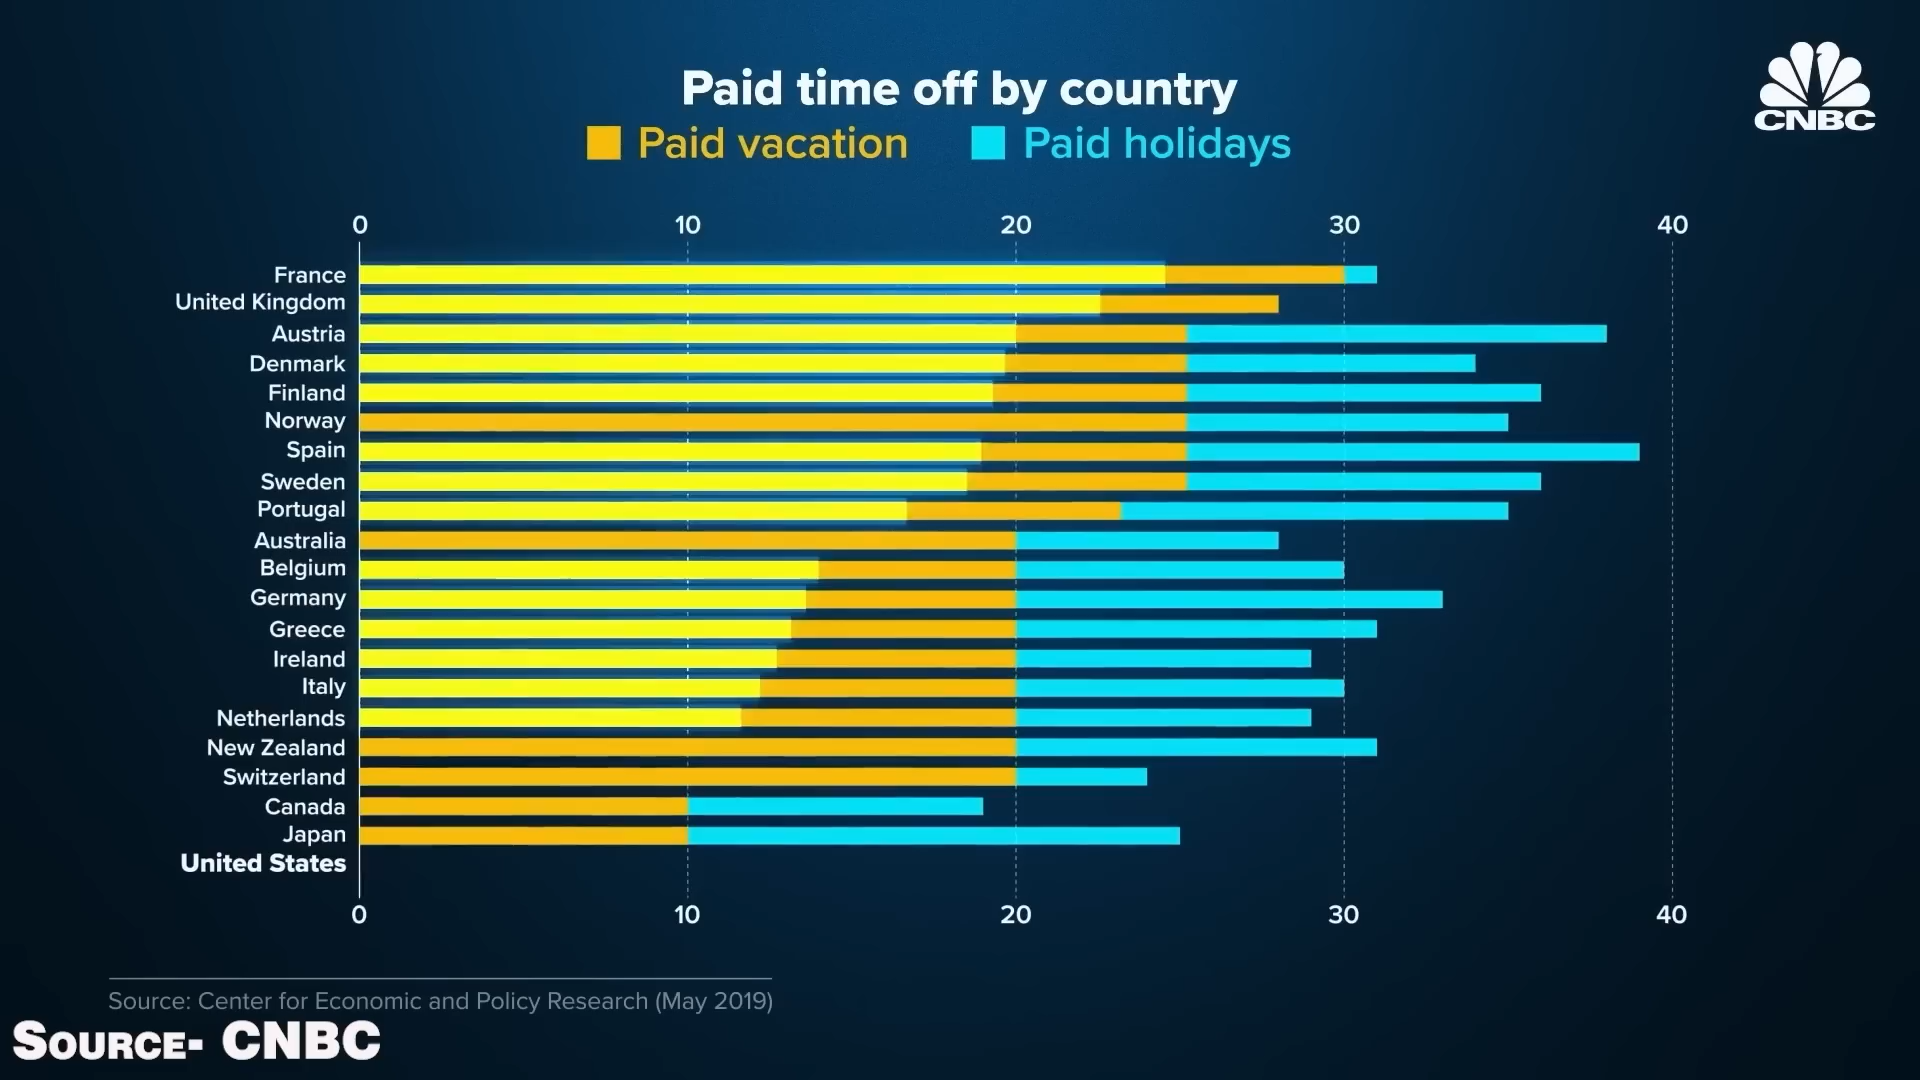 CNBC
Paid time off by country
Paid vacation Paid holidays
0 10 20 30 40
France
United Kingdom
Austria
Denmark
Finland
Norway
Spain
Sweden
Portugal
Australia
Belgium
Germany
Greece
Ireland
Italy
Netherlands
New Zealand
Switzerland
Canada
Japan
United States
0 10 20 30 40
Source: Center for Economic and Policy Research (May 2019)
Source- CNBC